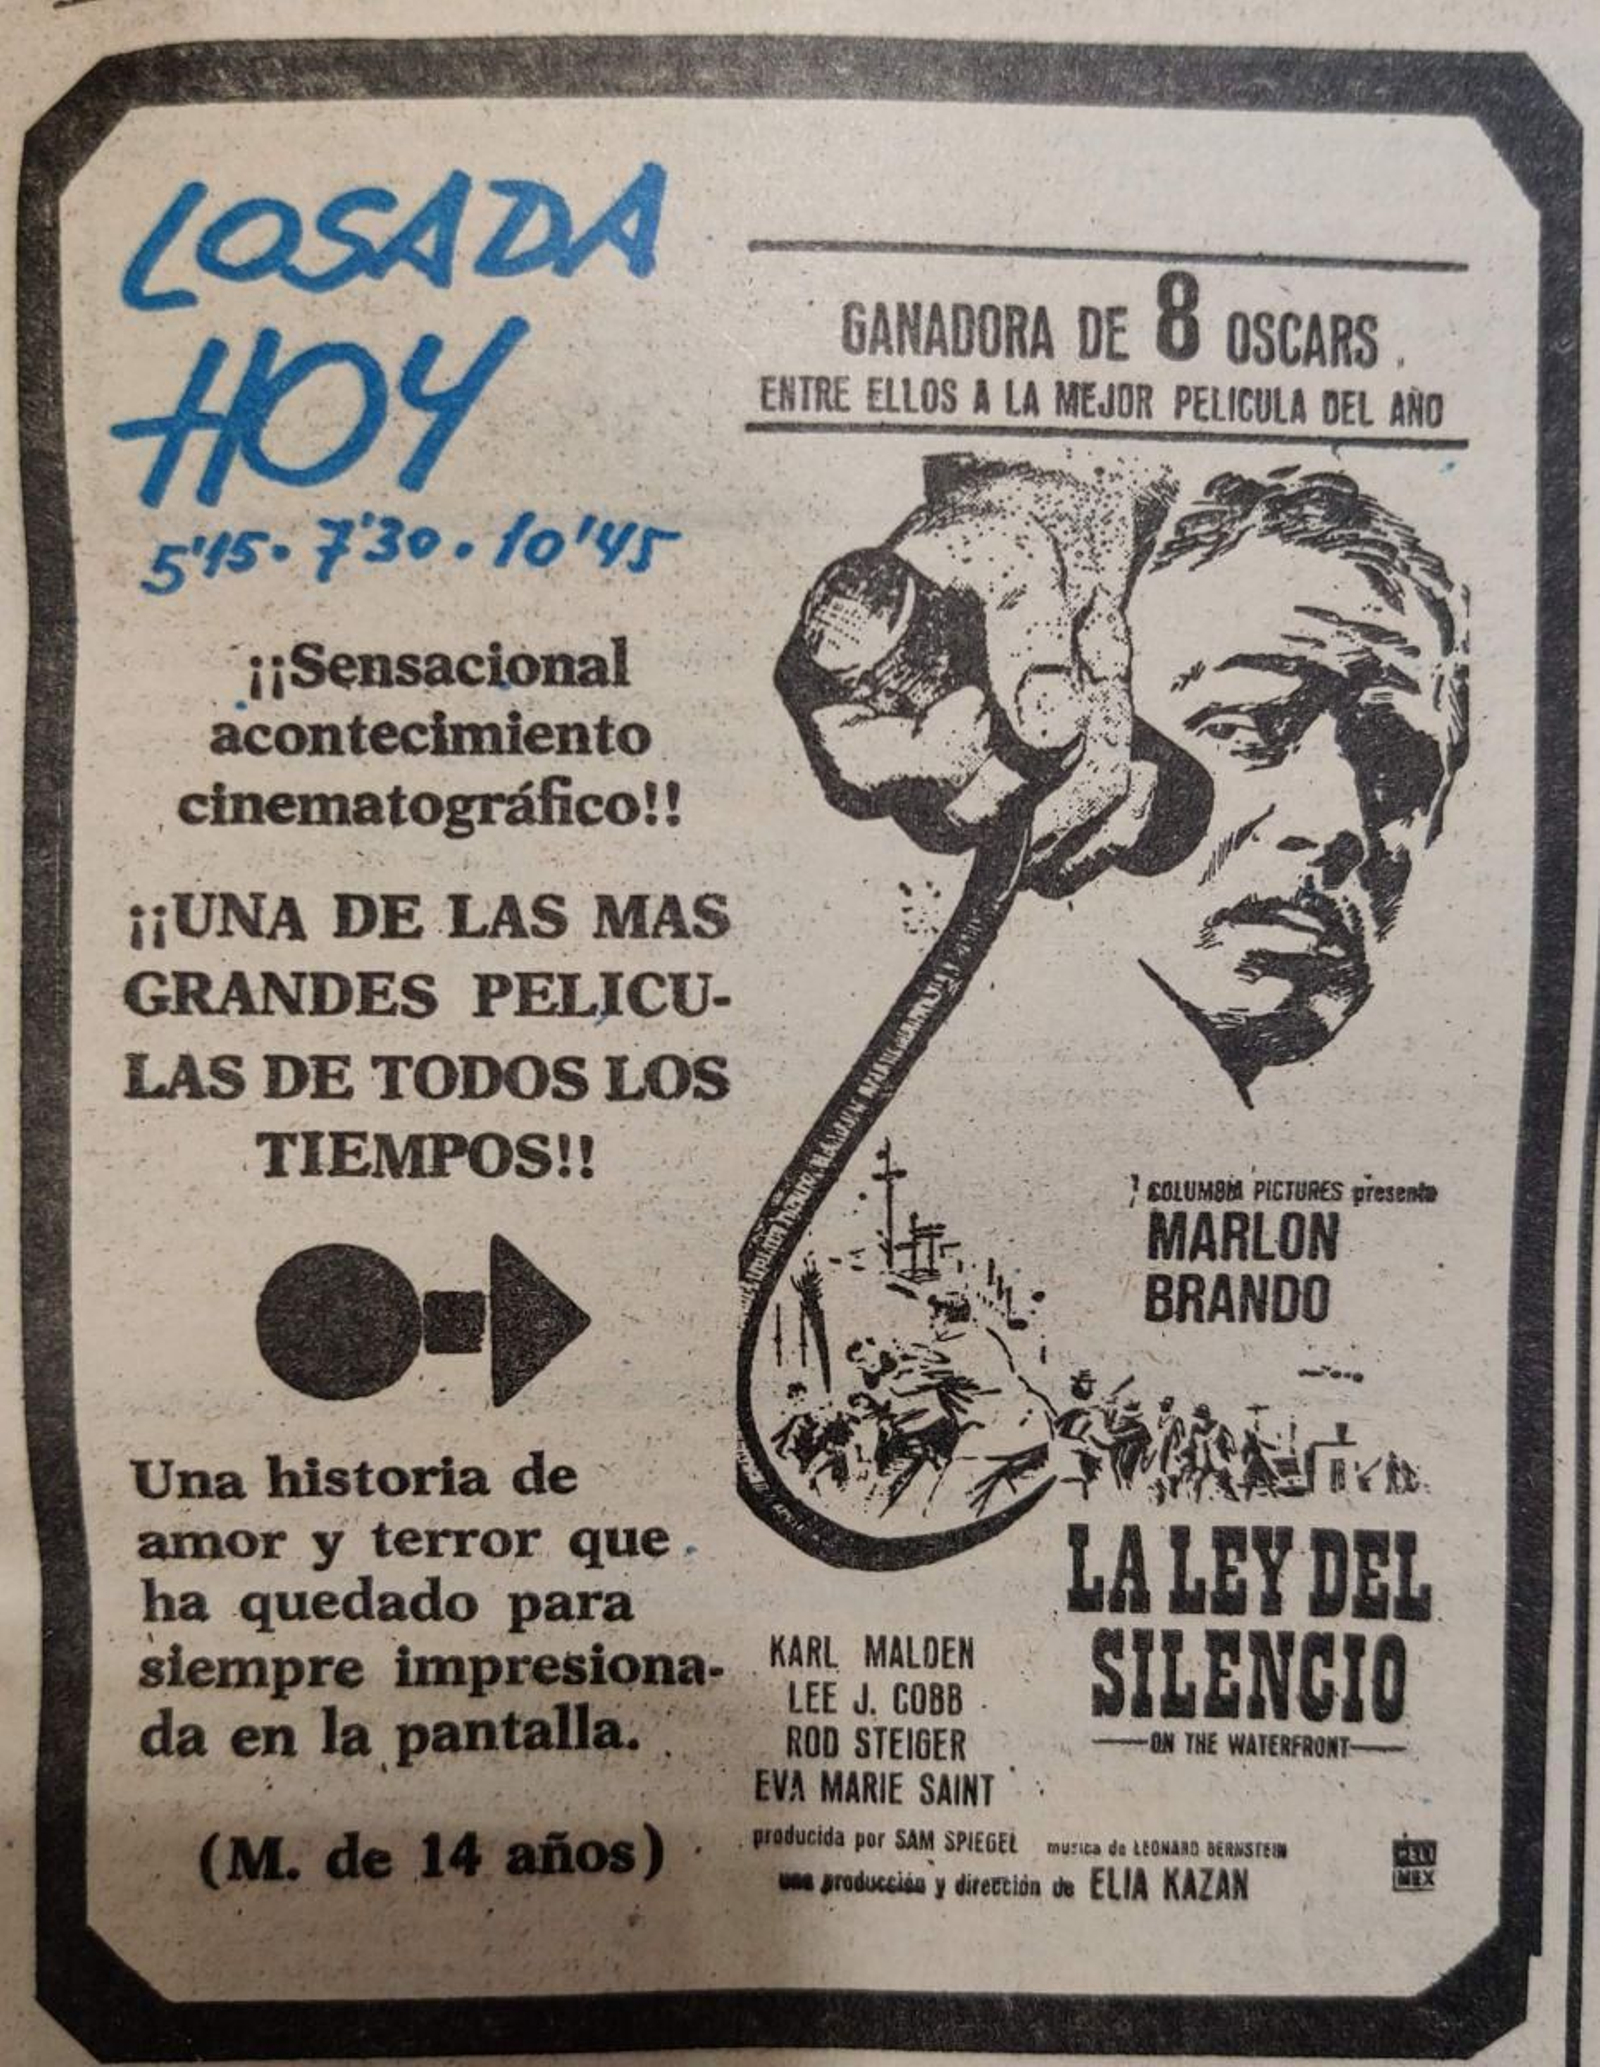 LOSADA
HOY
5'15 · 7'30 · 10'45
¡¡Sensacional
acontecimiento
cinematográfico!!
¡¡UNA DE LAS MAS
GRANDES PELICU-
LAS DE TODOS LOS
TIEMPOS!!
Una historia de
amor y terror que
ha quedado para
siempre impresiona-
da en la pantalla.
(M. de 14 años)
GANADORA DE 8 OSCARS
ENTRE ELLOS A LA MEJOR PELICULA DEL AÑO
COLUMBIA PICTURES presenta
MARLON
BRANDO
LA LEY DEL
SILENCIO
ON THE WATERFRONT
KARL MALDEN
LEE J. COBB
ROD STEIGER
EVA MARIE SAINT
producida por SAM SPIEGEL musica de LEONARD BERNSTEIN
una producción y dirección de ELIA KAZAN
PELI
MEX